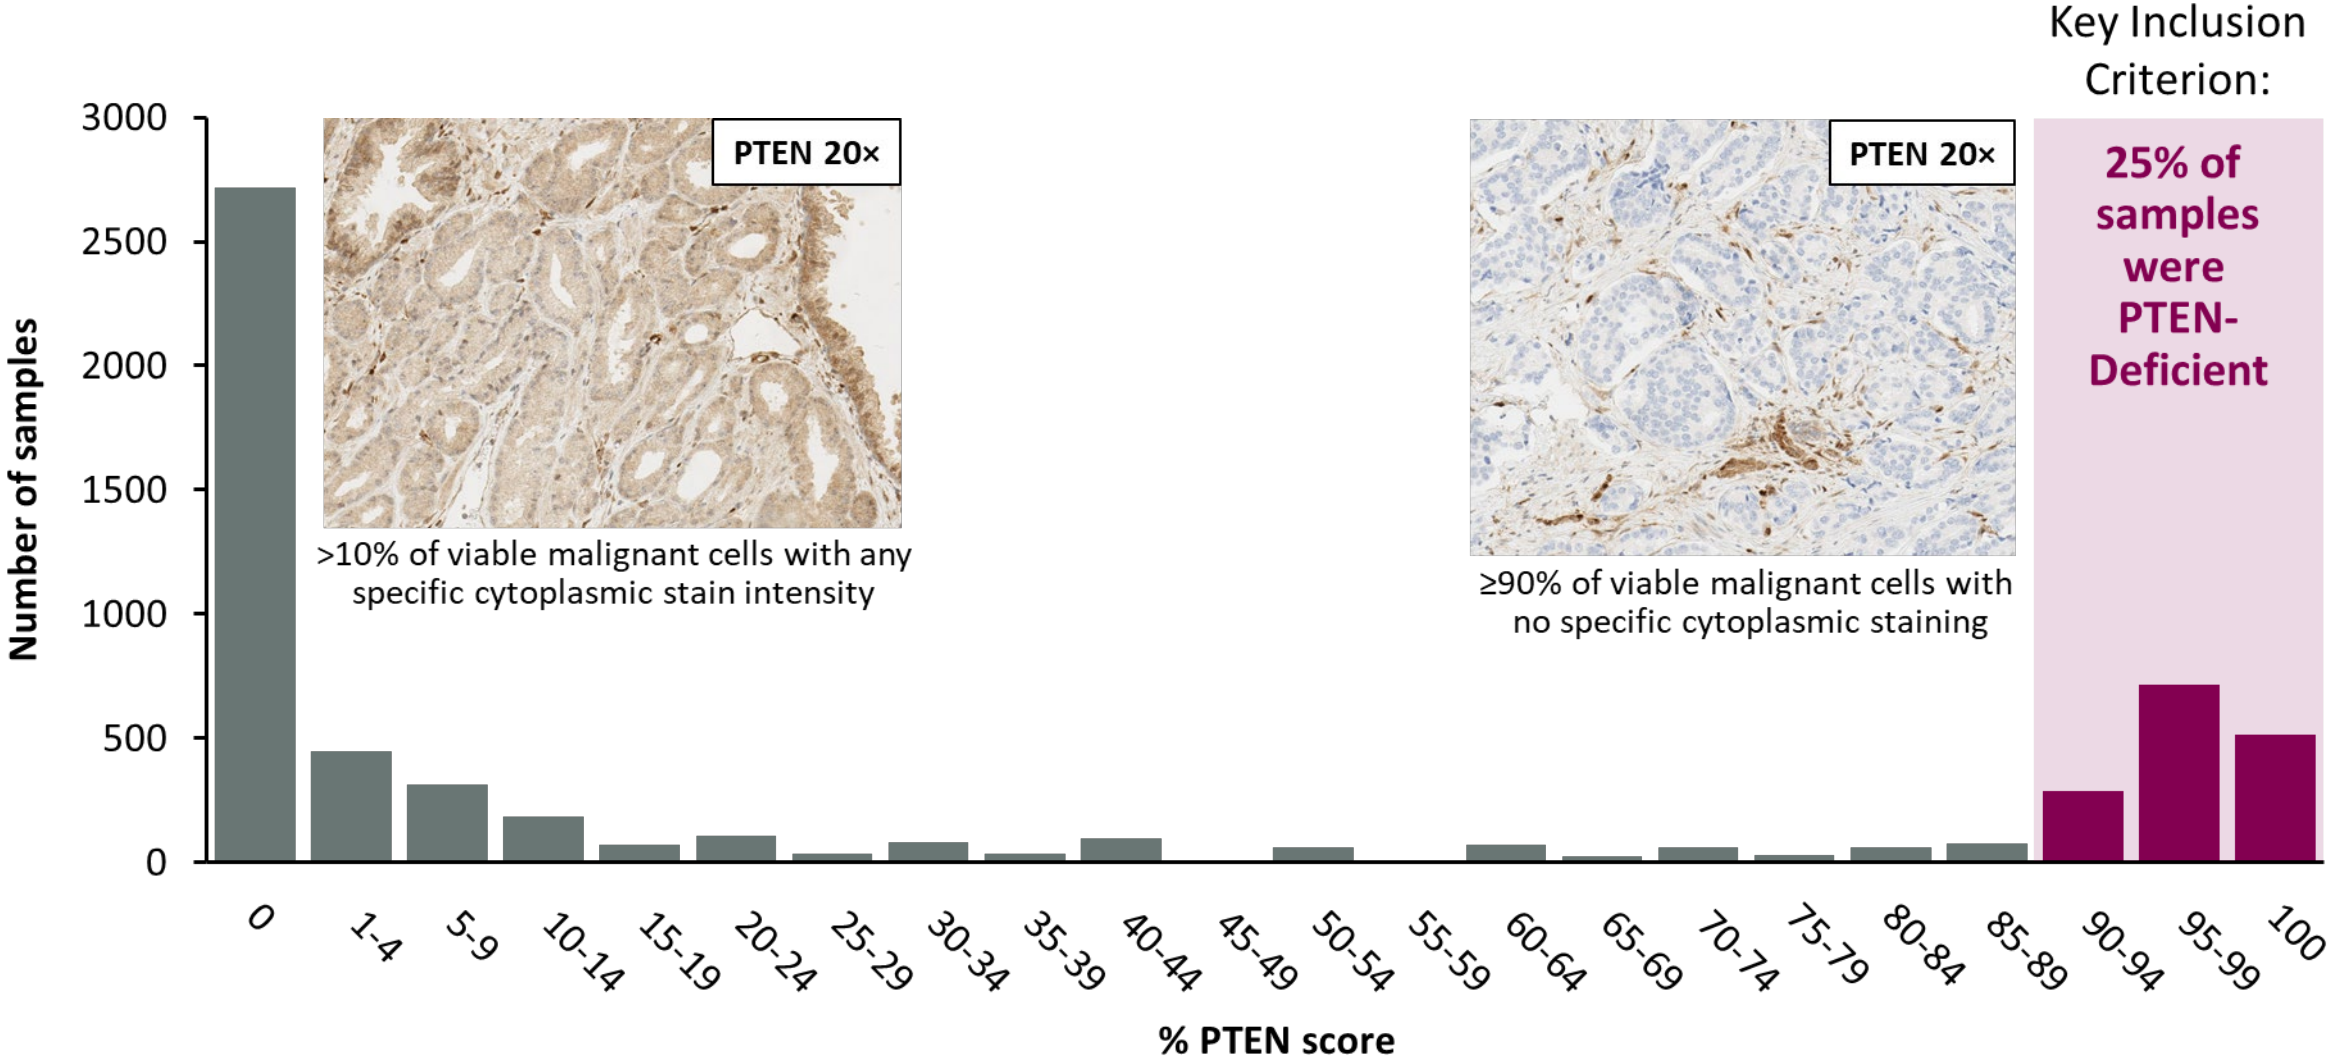 Key Inclusion
Criterion:
3000
2500
2000
1500
1000
500
0
Number of samples
PTEN 20×
>10% of viable malignant cells with any
specific cytoplasmic stain intensity
PTEN 20×
≥90% of viable malignant cells with
no specific cytoplasmic staining
25% of
samples
were
PTEN-
Deficient
0
1-4
5-9
10-14
15-19
20-24
25-29
30-34
35-39
40-44
45-49
50-54
55-59
60-64
65-69
70-74
75-79
80-84
85-89
90-94
95-99
100
% PTEN score